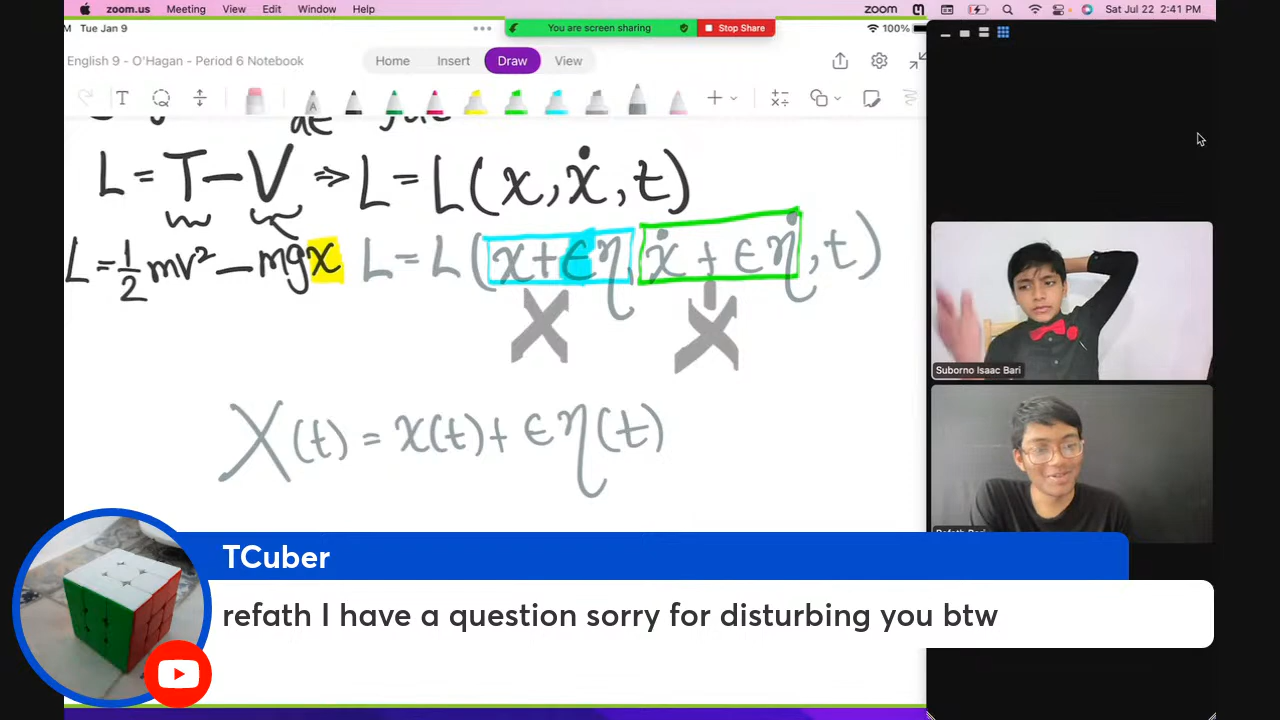 zoom.us Meeting View Edit Window Help
zoom Sat Jul 22 2:41 PM
Tue Jan 9
You are screen sharing Stop Share
100%
English 9 - O'Hagan - Period 6 Notebook
Home Insert Draw View
L = T - V ⇒ L = L(x, ẋ, t)
L = 1/2 mv² - mgx L = L(x + εη, ẋ + εη̇, t)
X Ẋ
X(t) = x(t) + εη(t)
Suborno Isaac Bari
TCuber
refath I have a question sorry for disturbing you btw